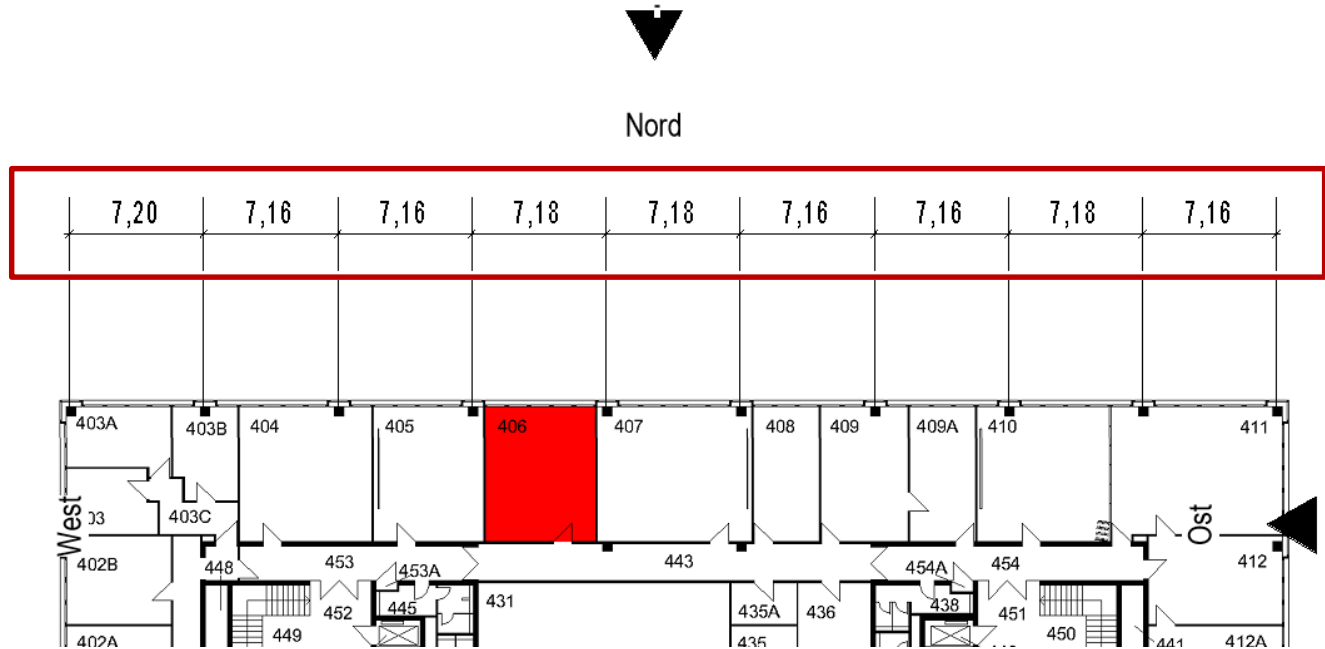 Nord
7,20 7,16 7,16 7,18 7,18 7,16 7,16 7,18 7,16
403A 403B 404 405 406 407 408 409 409A 410 411
403C
West
Ost
402B 448 453 453A 443 454A 454 412
431 435A 436
445 452 438 451
449 450
402A 435 441 412A